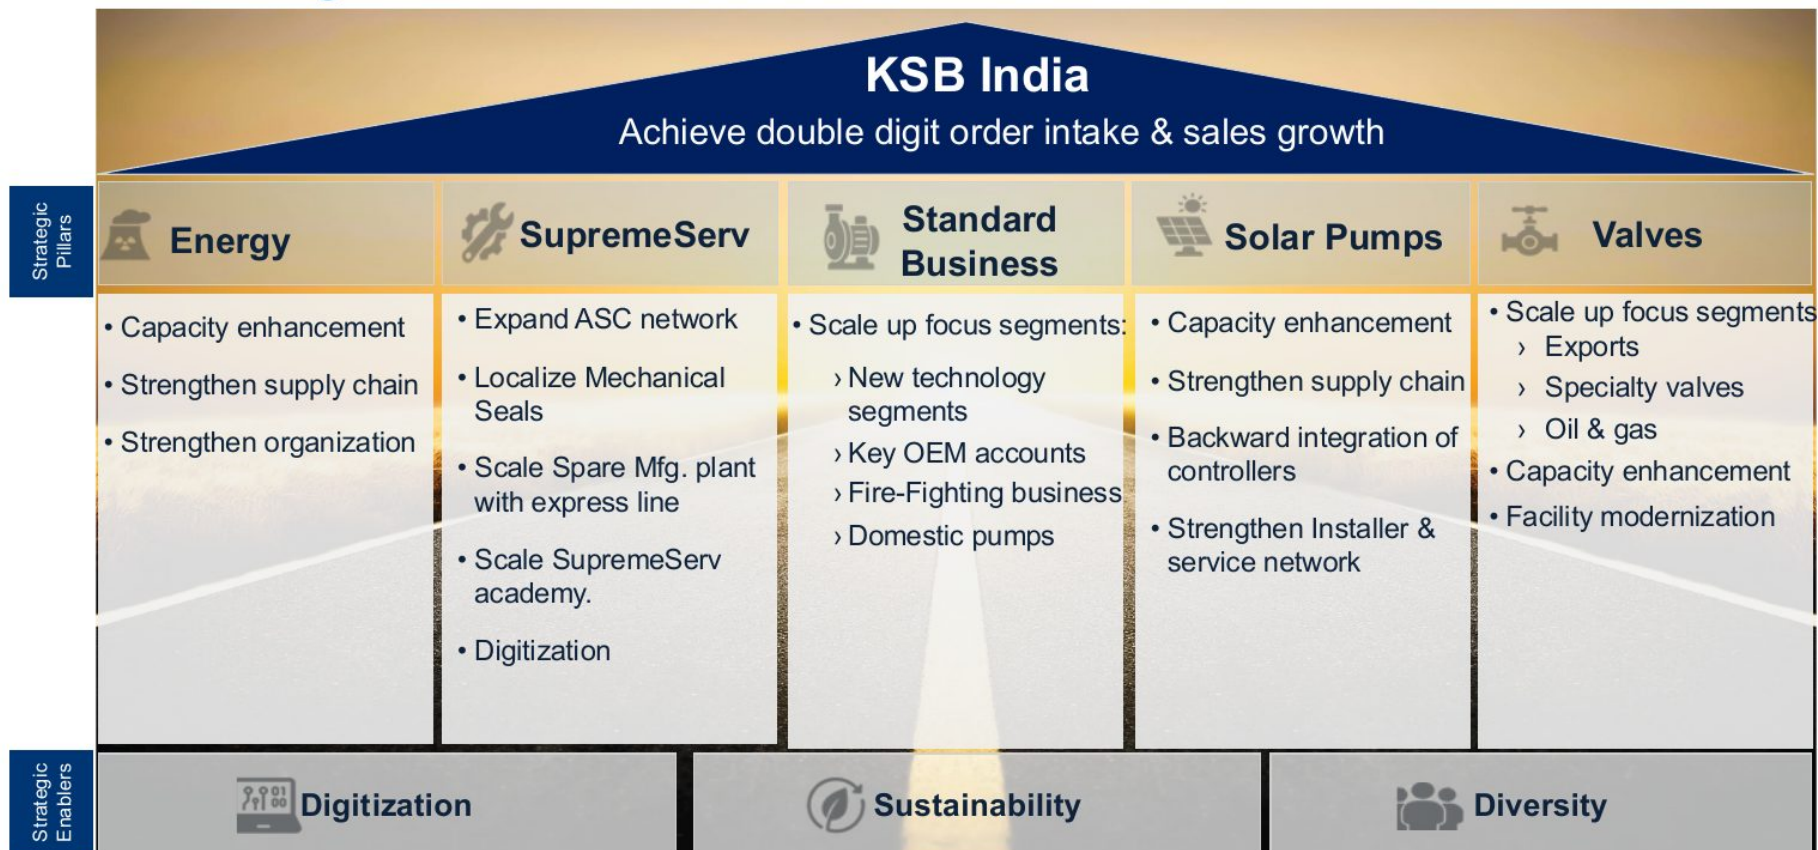 KSB India
Achieve double digit order intake & sales growth
Strategic
Pillars
Energy
• Capacity enhancement
• Strengthen supply chain
• Strengthen organization
SupremeServ
• Expand ASC network
• Localize Mechanical
Seals
• Scale Spare Mfg. plant
with express line
• Scale SupremeServ
academy.
• Digitization
Standard
Business
• Scale up focus segments:
› New technology
segments
› Key OEM accounts
› Fire-Fighting business
› Domestic pumps
Solar Pumps
• Capacity enhancement
• Strengthen supply chain
• Backward integration of
controllers
• Strengthen Installer &
service network
Valves
• Scale up focus segments
› Exports
› Specialty valves
› Oil & gas
• Capacity enhancement
• Facility modernization
Strategic
Enablers
Digitization
Sustainability
Diversity